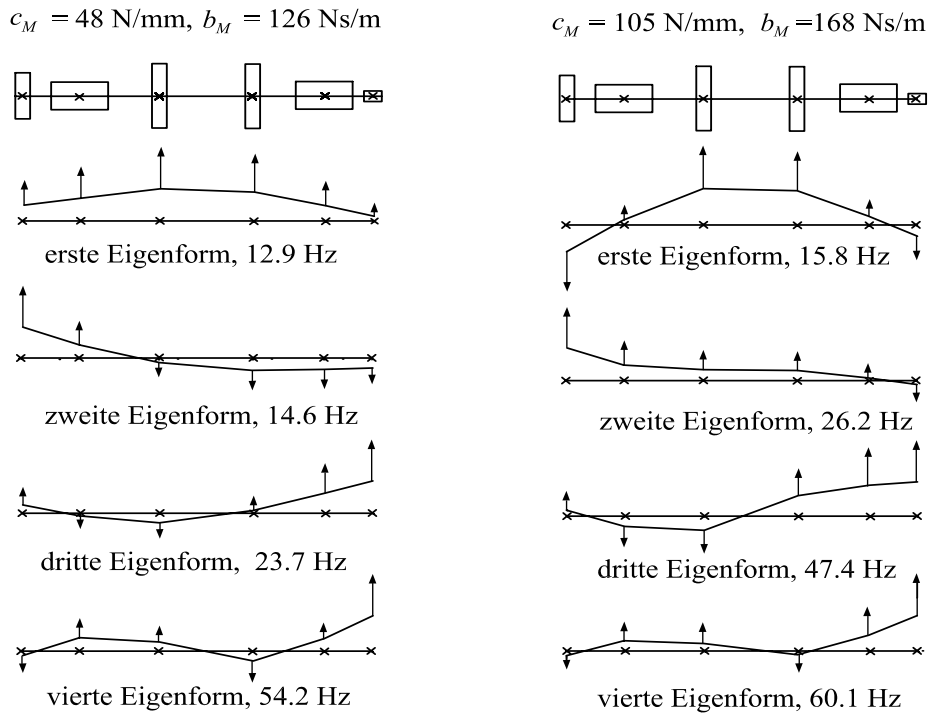 c_M = 48 N/mm, b_M = 126 Ns/m
erste Eigenform, 12.9 Hz
zweite Eigenform, 14.6 Hz
dritte Eigenform, 23.7 Hz
vierte Eigenform, 54.2 Hz
c_M = 105 N/mm, b_M =168 Ns/m
erste Eigenform, 15.8 Hz
zweite Eigenform, 26.2 Hz
dritte Eigenform, 47.4 Hz
vierte Eigenform, 60.1 Hz